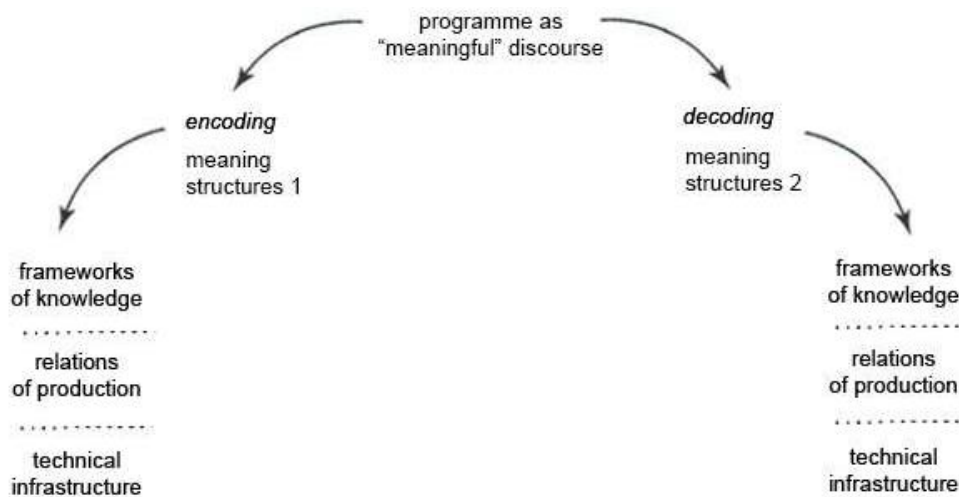 programme as
“meaningful” discourse
encoding
meaning
structures 1
decoding
meaning
structures 2
frameworks
of knowledge
relations
of production
technical
infrastructure
frameworks
of knowledge
relations
of production
technical
infrastructure